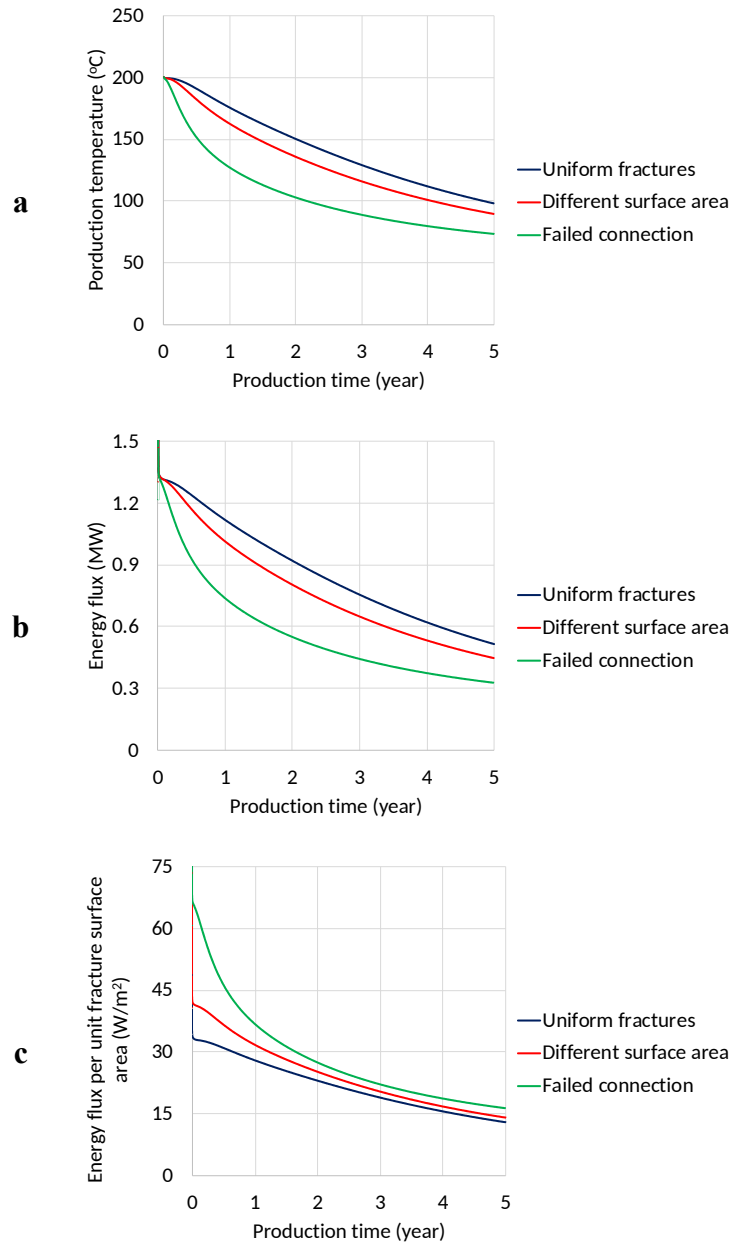 a
Pordution temperature (°C)
250
200
150
100
50
0
0 1 2 3 4 5
Production time (year)
Uniform fractures
Different surface area
Failed connection
b
Energy flux (MW)
1.5
1.2
0.9
0.6
0.3
0
0 1 2 3 4 5
Production time (year)
Uniform fractures
Different surface area
Failed connection
c
Energy flux per unit fracture surface
area (W/m²)
75
60
45
30
15
0
0 1 2 3 4 5
Production time (year)
Uniform fractures
Different surface area
Failed connection